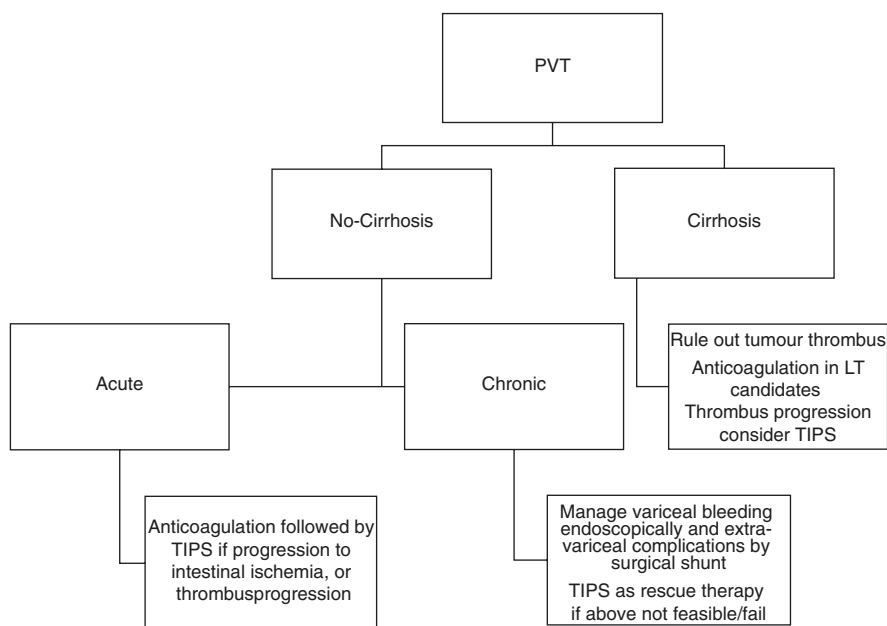 PVT
No-Cirrhosis
Cirrhosis
Acute
Chronic
Rule out tumour thrombus
Anticoagulation in LT
candidates
Thrombus progression
consider TIPS
Anticoagulation followed by
TIPS if progression to
intestinal ischemia, or
thrombusprogression
Manage variceal bleeding
endoscopically and extra-
variceal complications by
surgical shunt
TIPS as rescue therapy
if above not feasible/fail